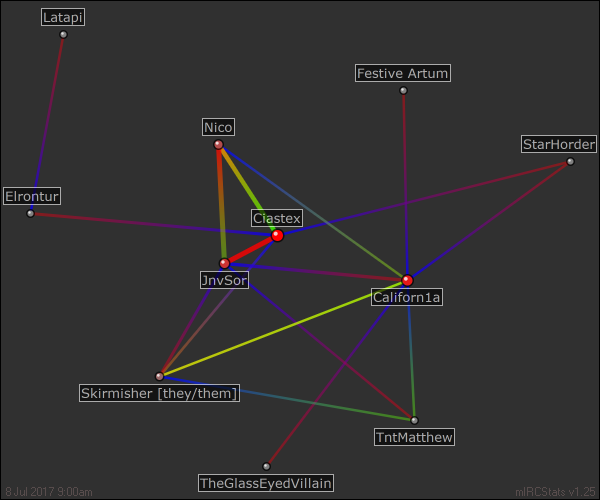 Latapi
Festive Artum
Nico
StarHorder
Elrontur
Clastex
JnvSor
Californ1a
Skirmisher [they/them]
TntMatthew
TheGlassEyedVillain
8 Jul 2017 9:00am
mIRCStats v1.25